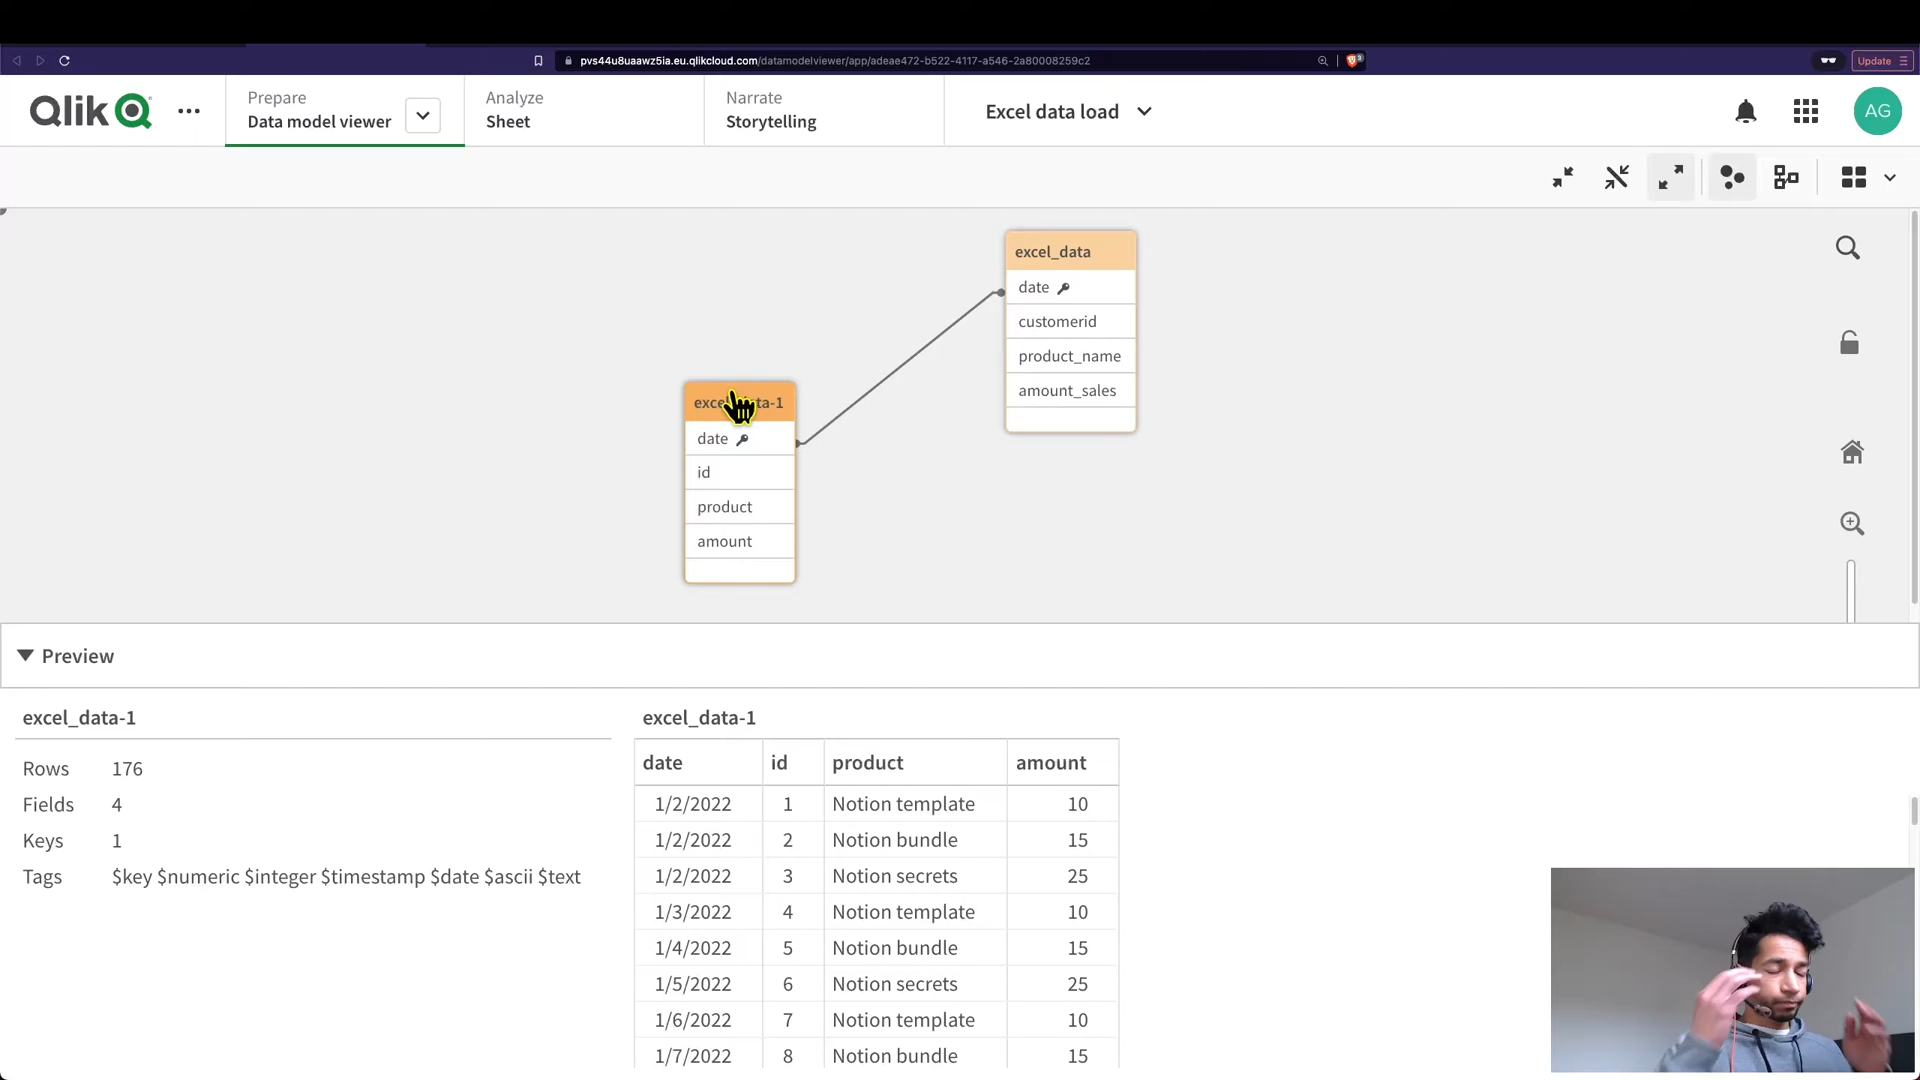 pvs44u8uaawz5ia.eu.qlikcloud.com/datamodelviewer/app/adeae472-b522-4117-a546-2a80008259c2
Update
Qlik
Prepare
Data model viewer
Analyze
Sheet
Narrate
Storytelling
Excel data load
AG
excel_data
date
customerid
product_name
amount_sales
date
id
product
amount
Preview
excel_data-1
Rows 176
Fields 4
Keys 1
Tags $key $numeric $integer $timestamp $date $ascii $text
excel_data-1
date id product amount
1/2/2022 1 Notion template 10
1/2/2022 2 Notion bundle 15
1/2/2022 3 Notion secrets 25
1/3/2022 4 Notion template 10
1/4/2022 5 Notion bundle 15
1/5/2022 6 Notion secrets 25
1/6/2022 7 Notion template 10
1/7/2022 8 Notion bundle 15